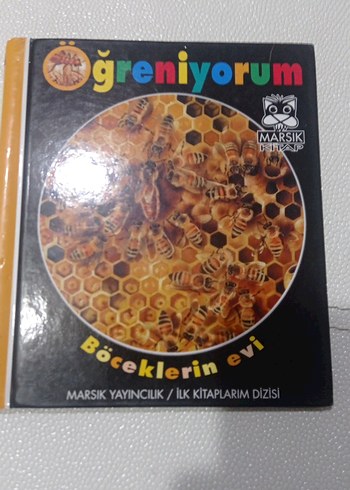 Öğreniyorum
MARSIK
KİTAP
Böceklerin evi
MARSIK YAYINCILIK / İLK KİTAPLARIM DİZİSİ